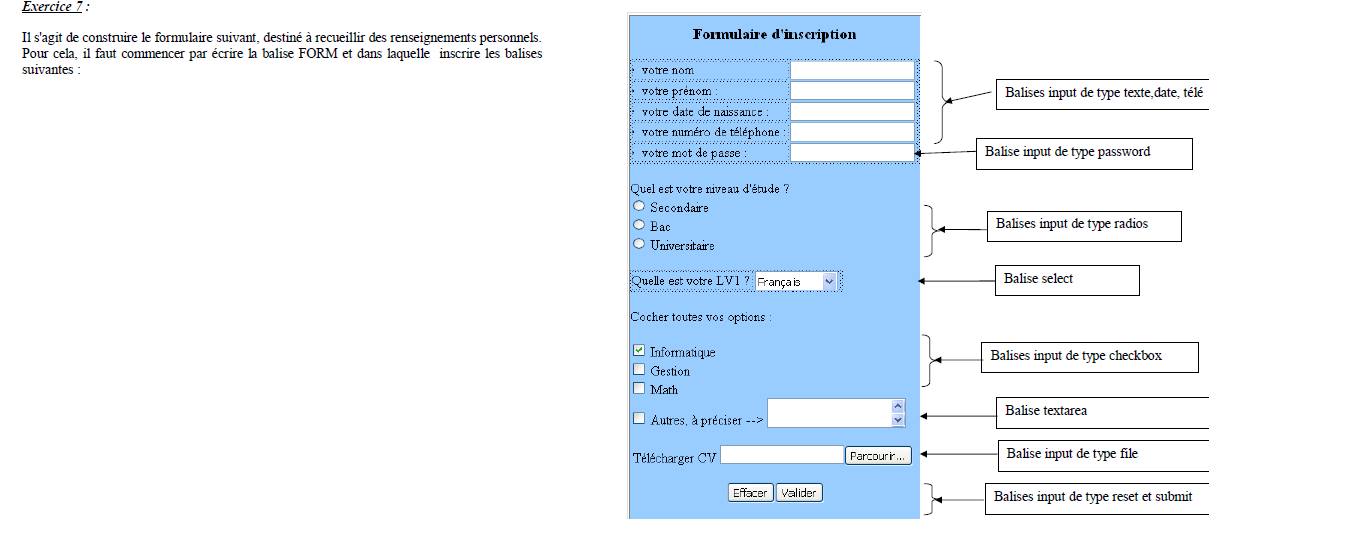 Exercice 7 :
Il s'agit de construire le formulaire suivant, destiné à recueillir des renseignements personnels.
Pour cela, il faut commencer par écrire la balise FORM et dans laquelle inscrire les balises
suivantes :
Formulaire d'inscription
votre nom
votre prénom :
votre date de naissance :
votre numéro de téléphone :
votre mot de passe :
Balises input de type texte,date, télé
Balise input de type password
Quel est votre niveau d'étude ?
Secondaire
Bac
Universitaire
Balises input de type radios
Quelle est votre LV1 ? Français
Balise select
Cocher toutes vos options :
Informatique
Gestion
Math
Balises input de type checkbox
Autres, à préciser -->
Balise textarea
Télécharger CV Parcourir...
Balise input de type file
Effacer Valider
Balises input de type reset et submit